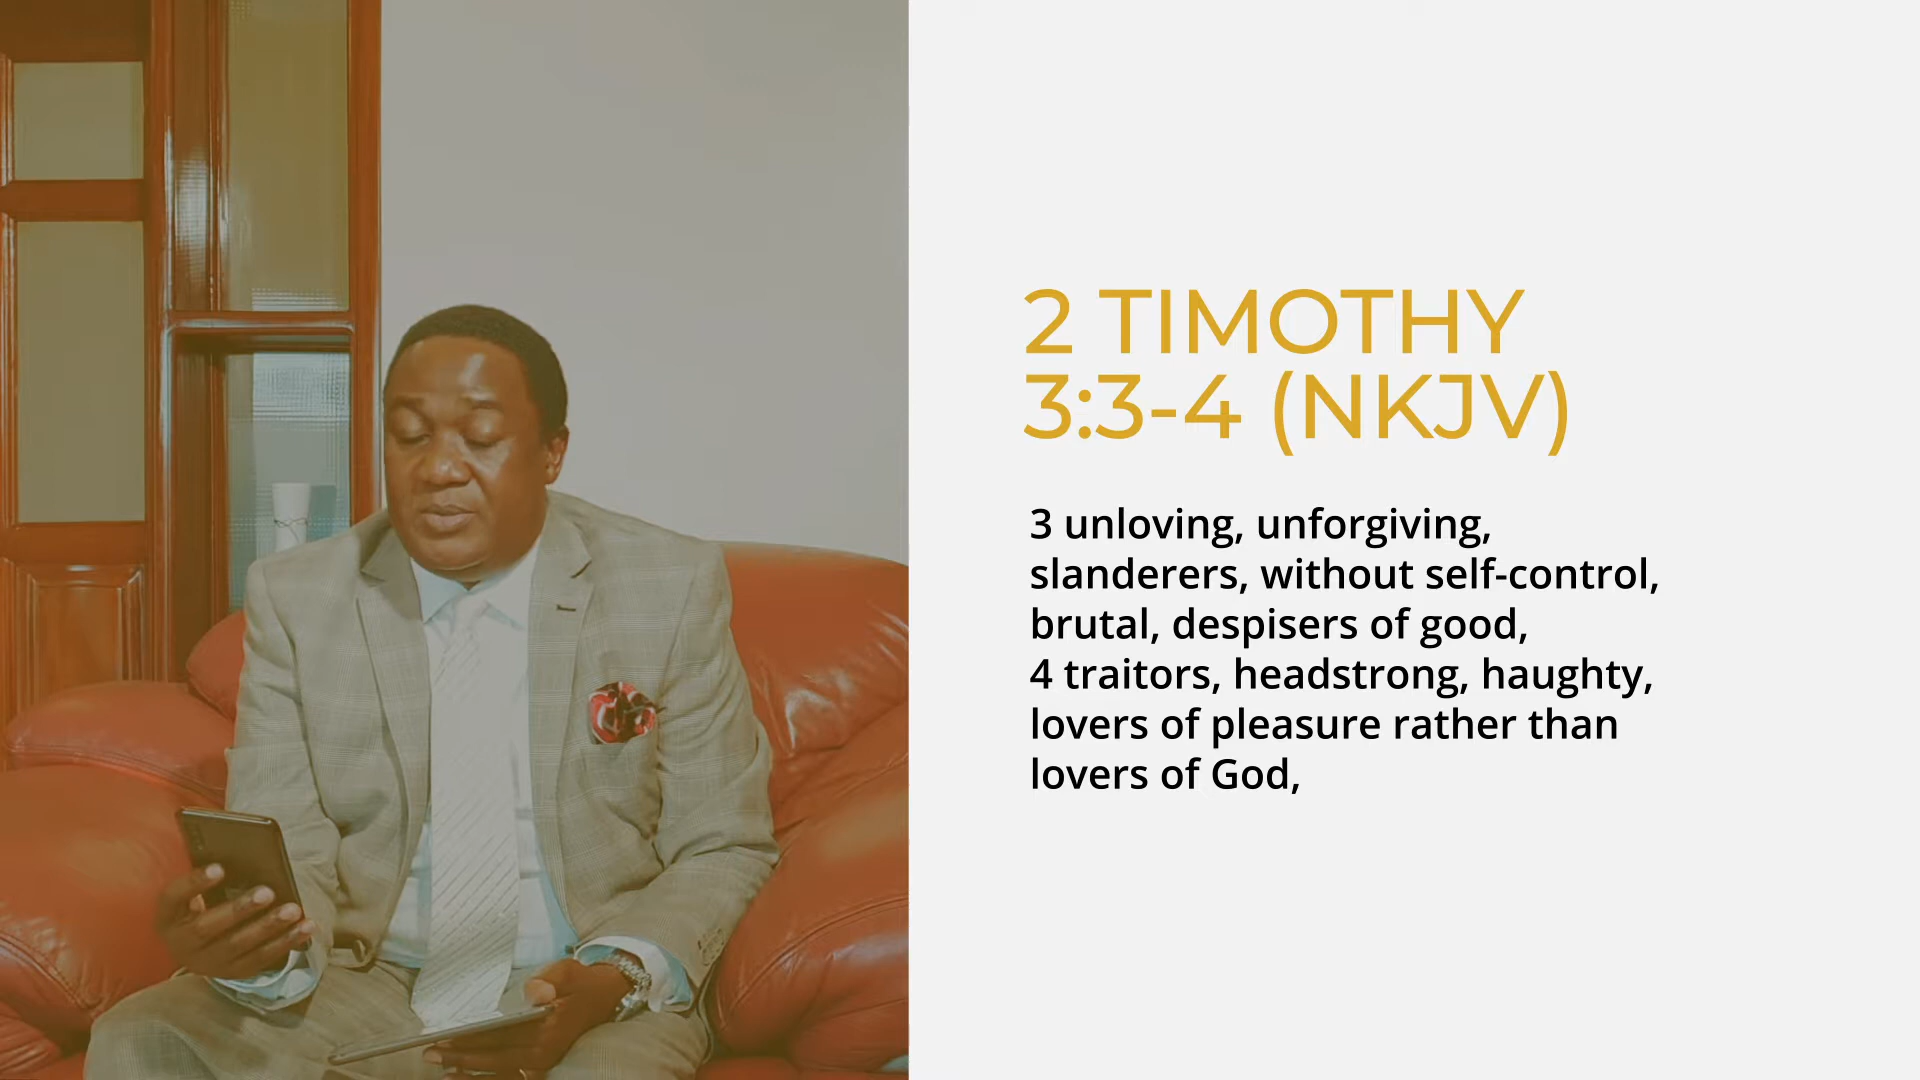 2 TIMOTHY
3:3-4 (NKJV)
3 unloving, unforgiving,
slanderers, without self-control,
brutal, despisers of good,
4 traitors, headstrong, haughty,
lovers of pleasure rather than
lovers of God,